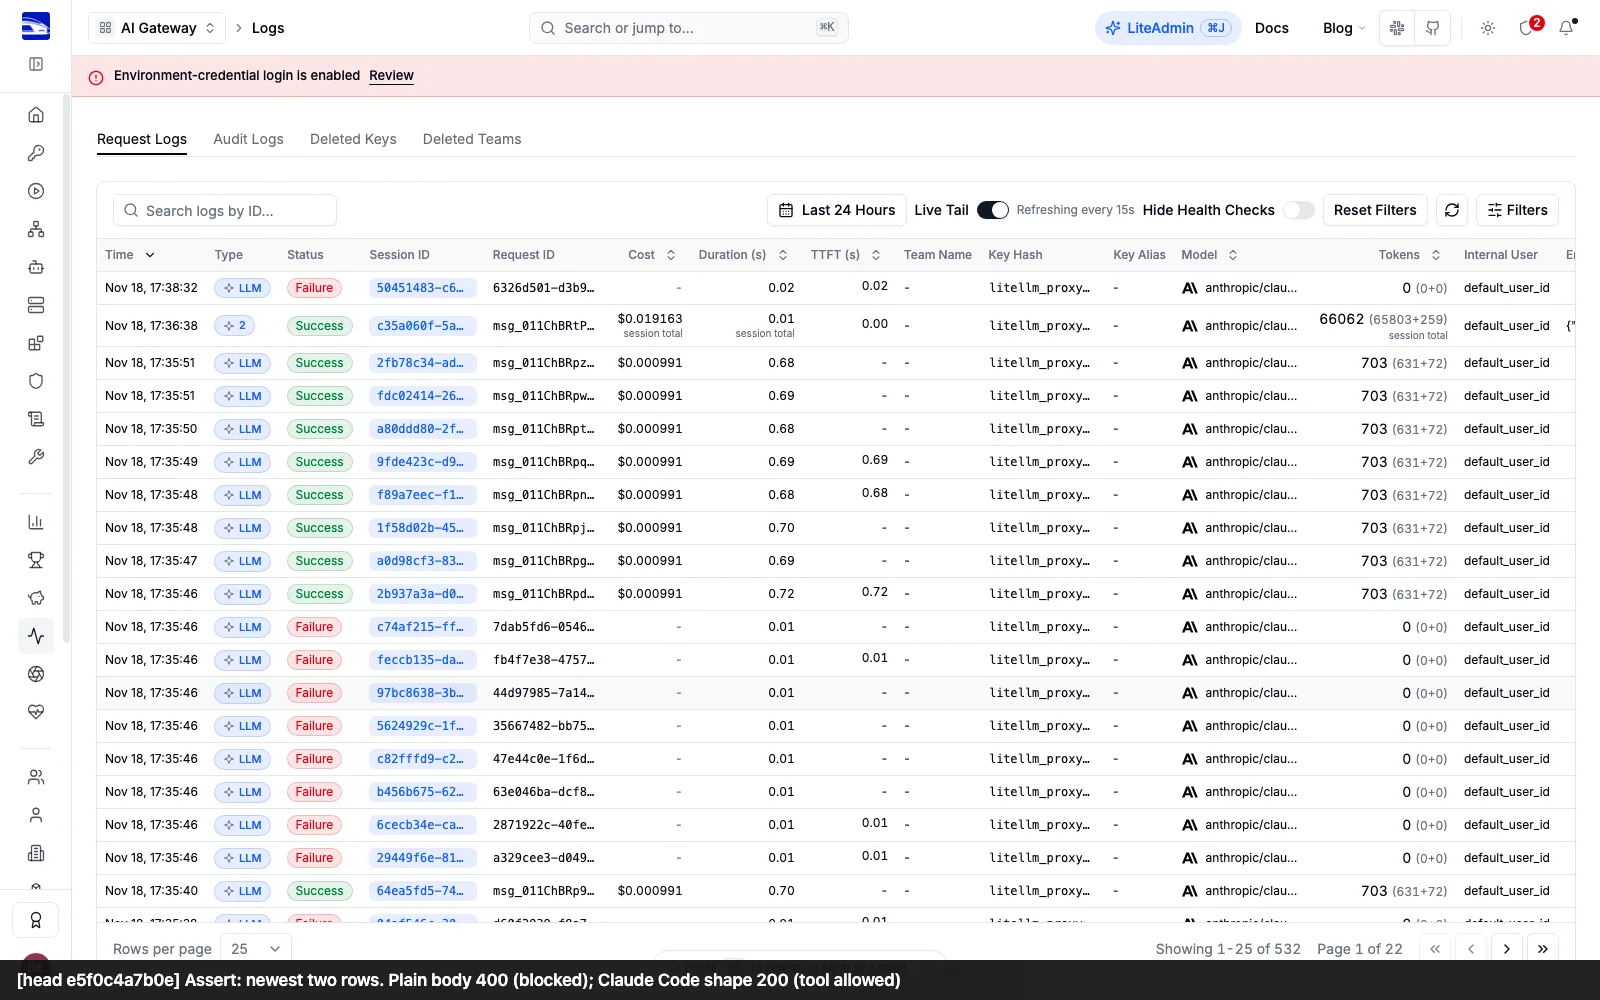 AI Gateway
Logs
Search or jump to...
⌘K
LiteAdmin ⌘J
Docs
Blog
2
Environment-credential login is enabled Review
Request Logs Audit Logs Deleted Keys Deleted Teams
Search logs by ID...
Last 24 Hours
Live Tail
Refreshing every 15s
Hide Health Checks
Reset Filters
Filters
Time Type Status Session ID Request ID Cost Duration (s) TTFT (s) Team Name Key Hash Key Alias Model Tokens Internal User
Nov 18, 17:38:32 LLM Failure 50451483-c6… 6326d501-d3b9… - 0.02 0.02 - litellm_proxy… - anthropic/clau... 0 (0+0) default_user_id
Nov 18, 17:36:38 2 Success c35a060f-5a… msg_011ChBRtP… $0.019163 0.01 0.00 - litellm_proxy… - anthropic/clau... 66062 (65803+259) default_user_id {"
session total session total session total
Nov 18, 17:35:51 LLM Success 2fb78c34-ad… msg_011ChBRpz… $0.000991 0.68 - - litellm_proxy… - anthropic/clau... 703 (631+72) default_user_id
Nov 18, 17:35:51 LLM Success fdc02414-26… msg_011ChBRpw… $0.000991 0.69 - - litellm_proxy… - anthropic/clau... 703 (631+72) default_user_id
Nov 18, 17:35:50 LLM Success a80ddd80-2f… msg_011ChBRpt… $0.000991 0.68 - - litellm_proxy… - anthropic/clau... 703 (631+72) default_user_id
Nov 18, 17:35:49 LLM Success 9fde423c-d9… msg_011ChBRpq… $0.000991 0.69 0.69 - litellm_proxy… - anthropic/clau... 703 (631+72) default_user_id
Nov 18, 17:35:48 LLM Success f89a7eec-f1… msg_011ChBRpn… $0.000991 0.68 0.68 - litellm_proxy… - anthropic/clau... 703 (631+72) default_user_id
Nov 18, 17:35:48 LLM Success 1f58d02b-45… msg_011ChBRpj… $0.000991 0.70 - - litellm_proxy… - anthropic/clau... 703 (631+72) default_user_id
Nov 18, 17:35:47 LLM Success a0d98cf3-83… msg_011ChBRpg… $0.000991 0.69 - - litellm_proxy… - anthropic/clau... 703 (631+72) default_user_id
Nov 18, 17:35:46 LLM Success 2b937a3a-d0… msg_011ChBRpd… $0.000991 0.72 0.72 - litellm_proxy… - anthropic/clau... 703 (631+72) default_user_id
Nov 18, 17:35:46 LLM Failure c74af215-ff… 7dab5fd6-0546… - 0.01 - - litellm_proxy… - anthropic/clau... 0 (0+0) default_user_id
Nov 18, 17:35:46 LLM Failure feccb135-da… fb4f7e38-4757… - 0.01 0.01 - litellm_proxy… - anthropic/clau... 0 (0+0) default_user_id
Nov 18, 17:35:46 LLM Failure 97bc8638-3b… 44d97985-7a14… - 0.01 - - litellm_proxy… - anthropic/clau... 0 (0+0) default_user_id
Nov 18, 17:35:46 LLM Failure 5624929c-1f… 35667482-bb75… - 0.01 - - litellm_proxy… - anthropic/clau... 0 (0+0) default_user_id
Nov 18, 17:35:46 LLM Failure c82fffd9-c2… 47e44c0e-1f6d… - 0.01 - - litellm_proxy… - anthropic/clau... 0 (0+0) default_user_id
Nov 18, 17:35:46 LLM Failure b456b675-62… 63e046ba-dcf8… - 0.01 - - litellm_proxy… - anthropic/clau... 0 (0+0) default_user_id
Nov 18, 17:35:46 LLM Failure 6cecb34e-ca… 2871922c-40fe… - 0.01 0.01 - litellm_proxy… - anthropic/clau... 0 (0+0) default_user_id
Nov 18, 17:35:46 LLM Failure 29449f6e-81… a329cee3-d049… - 0.01 0.01 - litellm_proxy… - anthropic/clau... 0 (0+0) default_user_id
Nov 18, 17:35:40 LLM Success 64ea5fd5-74… msg_011ChBRp9… $0.000991 0.70 - - litellm_proxy… - anthropic/clau... 703 (631+72) default_user_id
Rows per page 25
Showing 1-25 of 532 Page 1 of 22
[head e5f0c4a7b0e] Assert: newest two rows. Plain body 400 (blocked); Claude Code shape 200 (tool allowed)